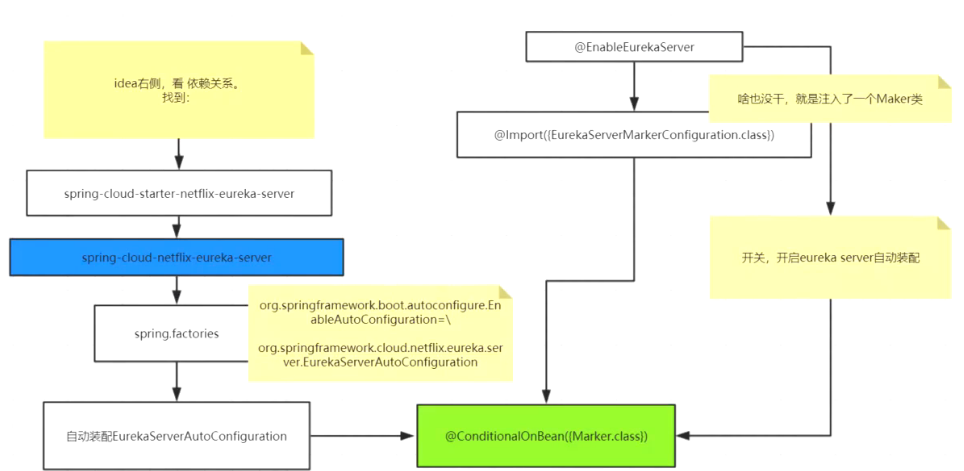 idea右侧，看 依赖关系。
找到：
spring-cloud-starter-netflix-eureka-server
spring-cloud-netflix-eureka-server
spring.factories
org.springframework.boot.autoconfigure.En
ableAutoConfiguration=\
org.springframework.cloud.netflix.eureka.ser
ver.EurekaServerAutoConfiguration
自动装配EurekaServerAutoConfiguration
@EnableEurekaServer
啥也没干，就是注入了一个Maker类
@Import({EurekaServerMarkerConfiguration.class})
开关，开启eureka server自动装配
@ConditionalOnBean({Marker.class})